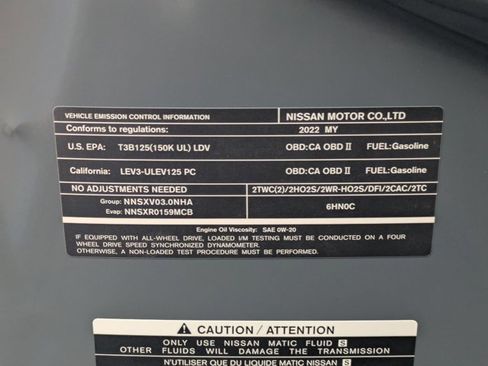 VEHICLE EMISSION CONTROL INFORMATION NISSAN MOTOR CO.,LTD
Conforms to regulations: 2022 MY
U.S. EPA: T3B125(150K UL) LDV OBD:CA OBD II FUEL:Gasoline
California: LEV3-ULEV125 PC OBD:CA OBD II FUEL:Gasoline
NO ADJUSTMENTS NEEDED 2TWC(2)/2HO2S/2WR-HO2S/DFI/2CAC/2TC
Group: NNSXV03.0NHA
Evap: NNSXR0159MCB
6HN0C
Engine Oil Viscosity: SAE 0W-20
IF EQUIPPED WITH ALL-WHEEL DRIVE, LOADED I/M TESTING MUST BE CONDUCTED ON A FOUR
WHEEL DRIVE SPEED SYNCHRONIZED DYNAMOMETER.
OTHERWISE, A NON-LOADED TEST PROCEDURE MUST BE PERFORMED.
CAUTION / ATTENTION
ONLY USE NISSAN MATIC FLUID S
OTHER FLUIDS WILL DAMAGE THE TRANSMISSION
N'UTILISER QUE DU LIQUIDE MATIC NISSAN S